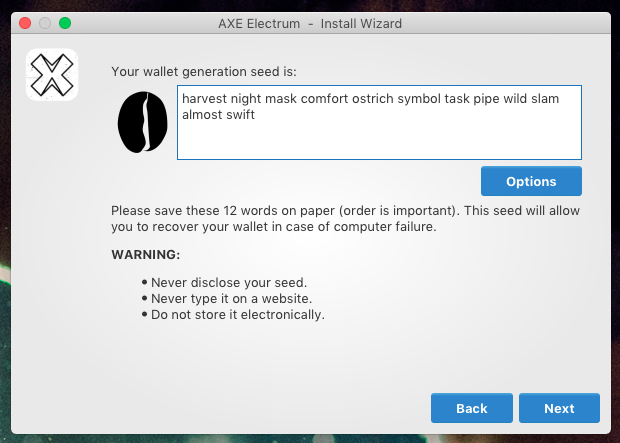 AXE Electrum - Install Wizard
Your wallet generation seed is:
harvest night mask comfort ostrich symbol task pipe wild slam
almost swift
Options
Please save these 12 words on paper (order is important). This seed will allow
you to recover your wallet in case of computer failure.
WARNING:
• Never disclose your seed.
• Never type it on a website.
• Do not store it electronically.
Back Next